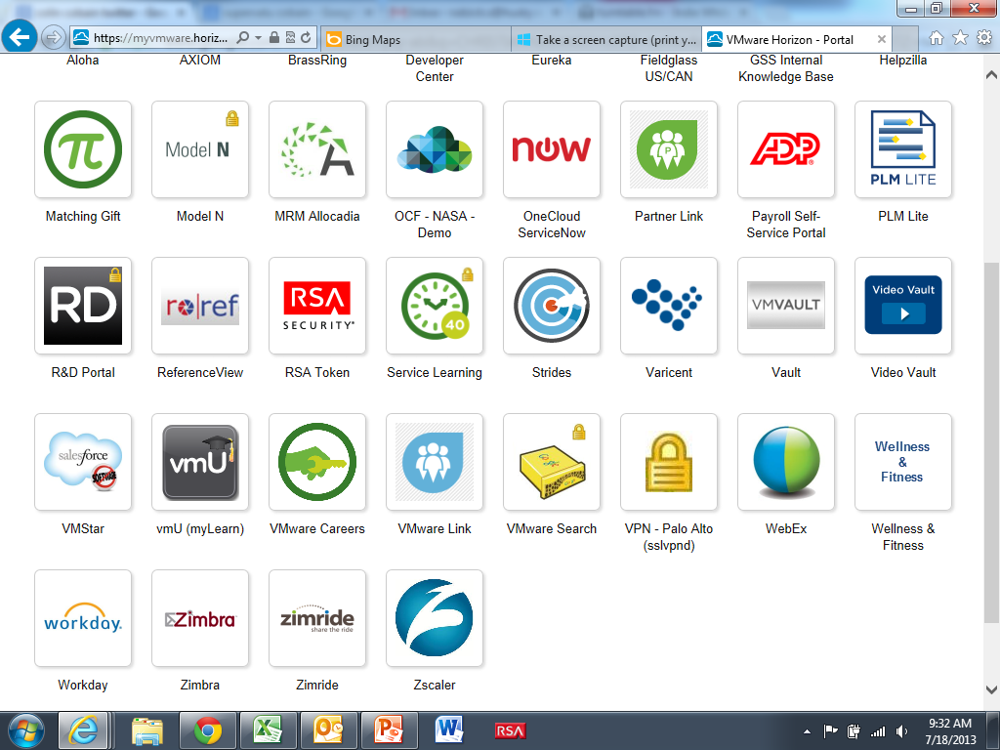 https://myvmware.horiz...
Bing Maps
Take a screen capture (print y...
VMware Horizon - Portal
Aloha
AXIOM
BrassRing
Developer
Center
Eureka
Fieldglass
US/CAN
GSS Internal
Knowledge Base
Helpzilla
π
Model N
A
now
P
ADP
PLM LITE
Matching Gift
Model N
MRM Allocadia
OCF - NASA -
Demo
OneCloud
ServiceNow
Partner Link
Payroll Self-
Service Portal
PLM Lite
RD
ro|ref
RSA
SECURITY
40
VMVAULT
Video Vault
R&D Portal
ReferenceView
RSA Token
Service Learning
Strides
Varicent
Vault
Video Vault
salesforce
SOFTWARE
vmU
Wellness
&
Fitness
VMStar
vmU (myLearn)
VMware Careers
VMware Link
VMware Search
VPN - Palo Alto
(sslvpnd)
WebEx
Wellness &
Fitness
workday.
Zimbra
zimride
share the ride
Z
Workday
Zimbra
Zimride
Zscaler
RSA
9:32 AM
7/18/2013